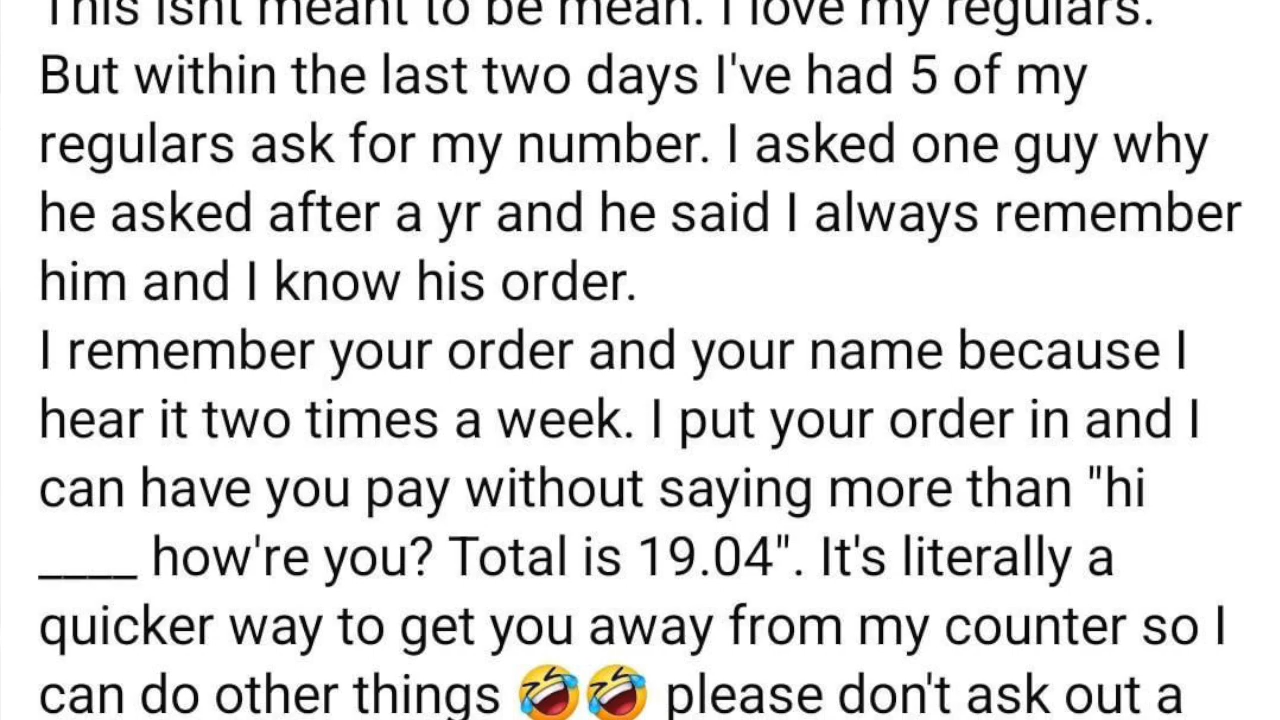 This isnt meant to be mean. I love my regulars.
But within the last two days I've had 5 of my
regulars ask for my number. I asked one guy why
he asked after a yr and he said I always remember
him and I know his order.
I remember your order and your name because I
hear it two times a week. I put your order in and I
can have you pay without saying more than "hi
____ how're you? Total is 19.04". It's literally a
quicker way to get you away from my counter so I
can do other things 🤣🤣 please don't ask out a